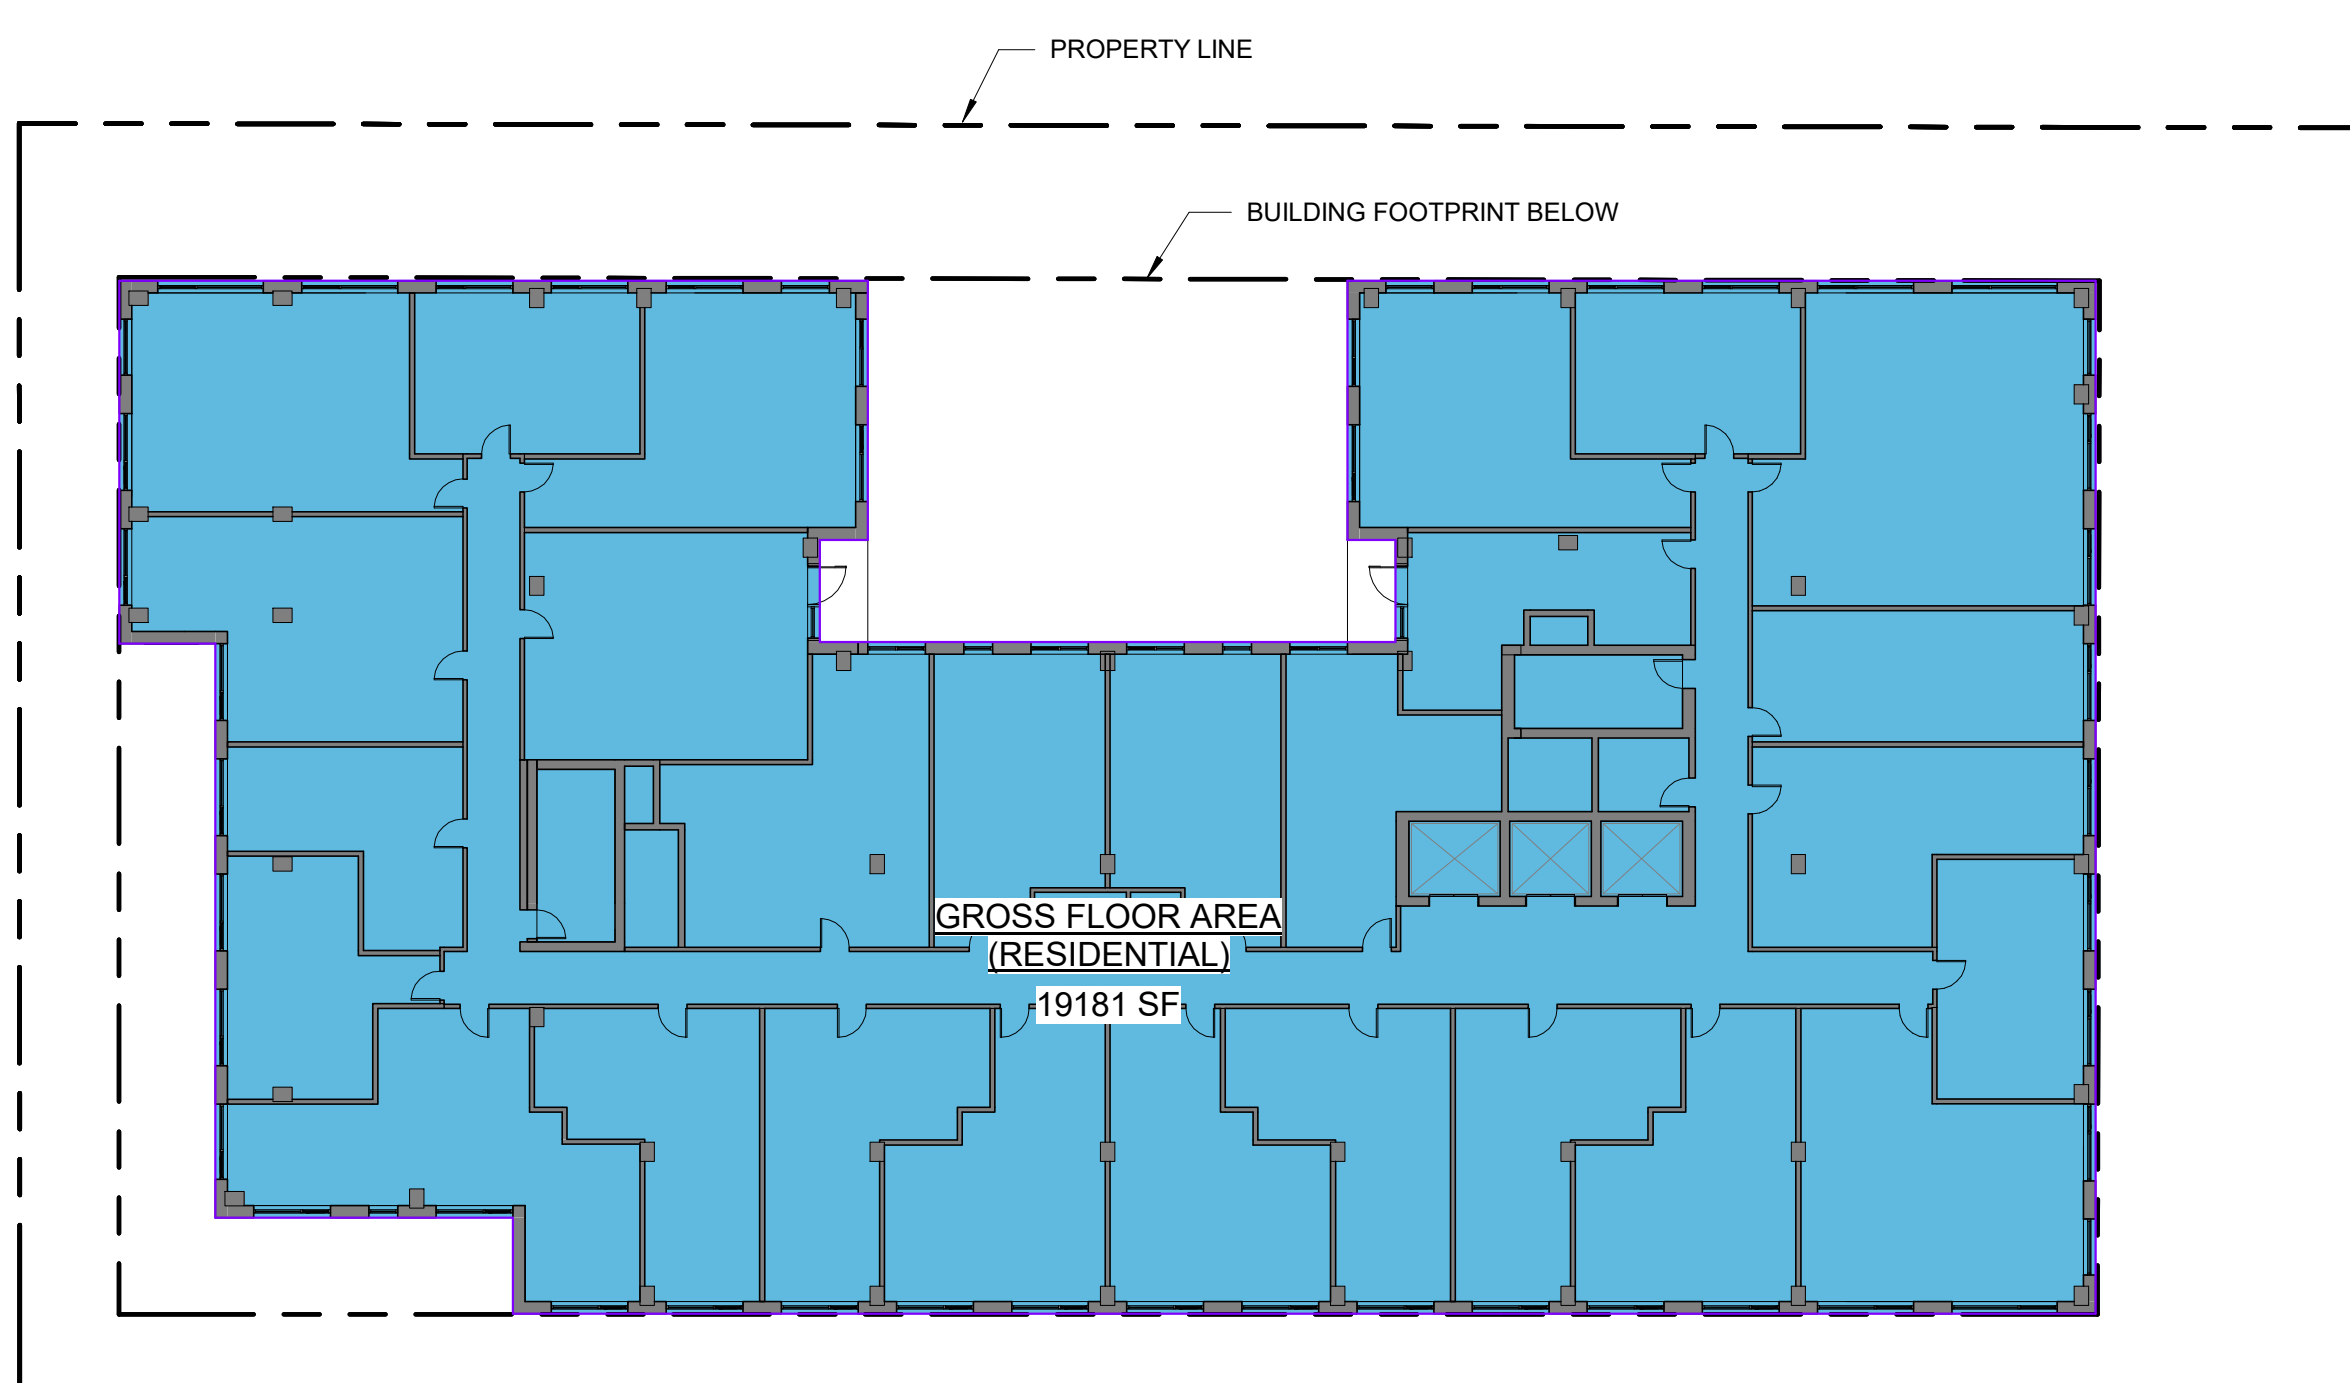 PROPERTY LINE
BUILDING FOOTPRINT BELOW
GROSS FLOOR AREA
(RESIDENTIAL)
19181 SF